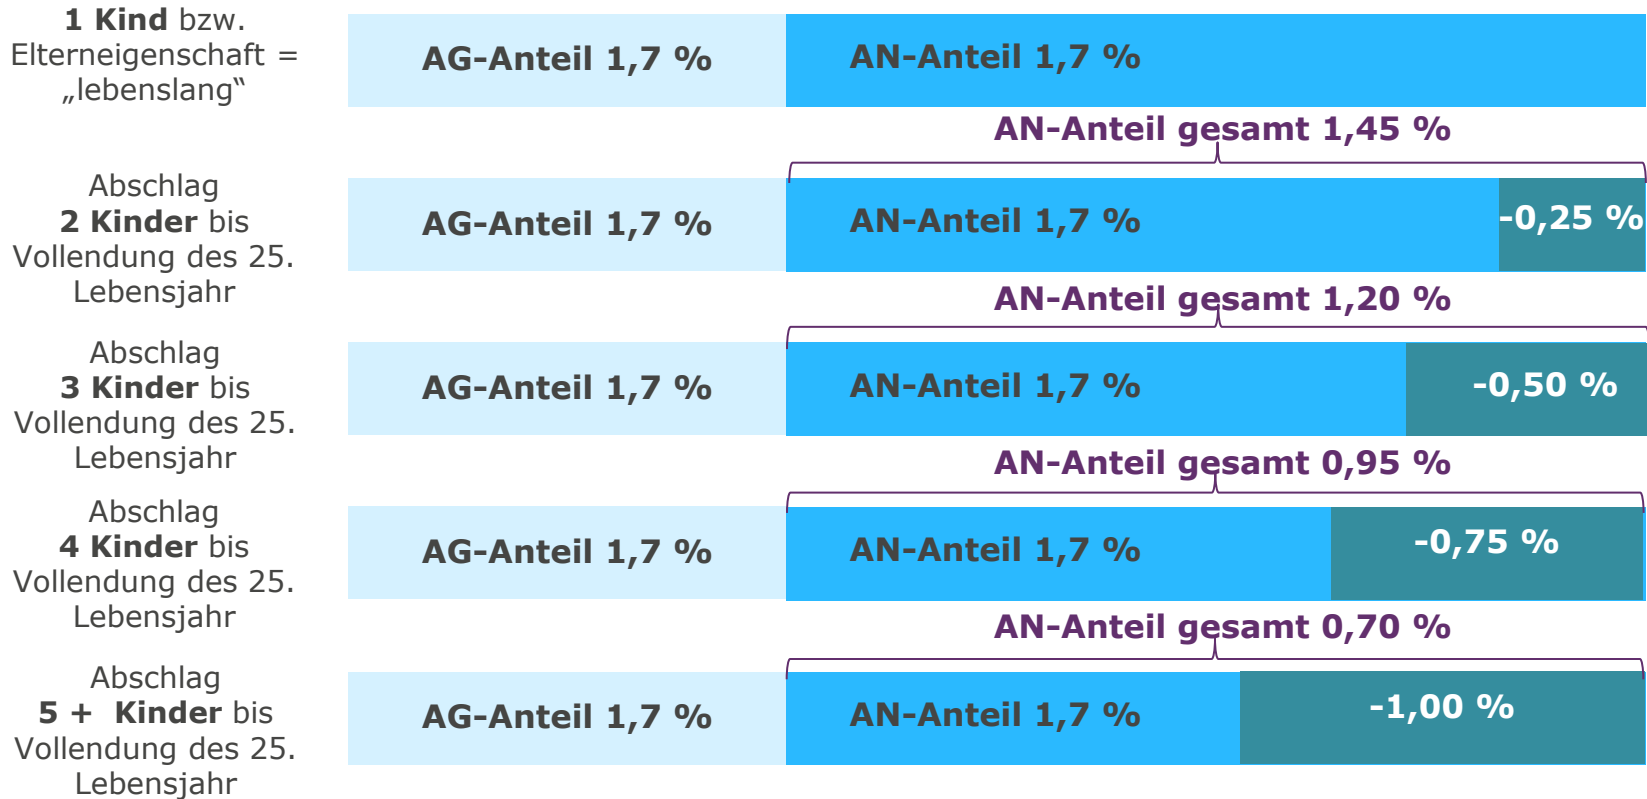 1 Kind bzw.
Elterneigenschaft =
„lebenslang“
AG-Anteil 1,7 %
AN-Anteil 1,7 %
AN-Anteil gesamt 1,45 %
Abschlag
2 Kinder bis
Vollendung des 25.
Lebensjahr
AG-Anteil 1,7 %
AN-Anteil 1,7 %
-0,25 %
AN-Anteil gesamt 1,20 %
Abschlag
3 Kinder bis
Vollendung des 25.
Lebensjahr
AG-Anteil 1,7 %
AN-Anteil 1,7 %
-0,50 %
AN-Anteil gesamt 0,95 %
Abschlag
4 Kinder bis
Vollendung des 25.
Lebensjahr
AG-Anteil 1,7 %
AN-Anteil 1,7 %
-0,75 %
AN-Anteil gesamt 0,70 %
Abschlag
5 + Kinder bis
Vollendung des 25.
Lebensjahr
AG-Anteil 1,7 %
AN-Anteil 1,7 %
-1,00 %